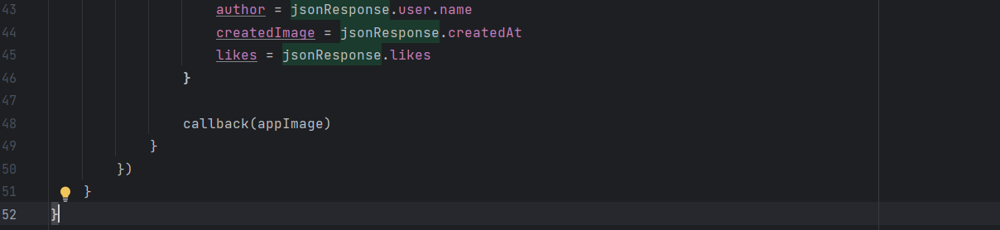 43 author = jsonResponse.user.name
44 createdImage = jsonResponse.createdAt
45 likes = jsonResponse.likes
46 }
47
48 callback(appImage)
49 }
50 })
51 }
52 }